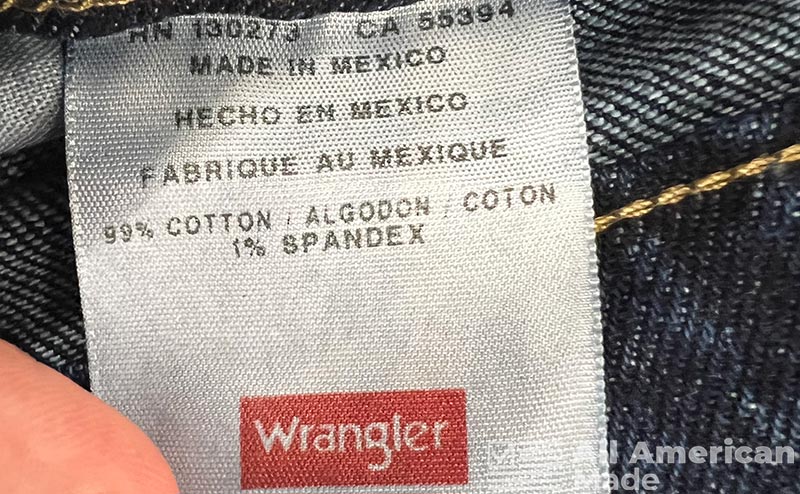 RN 130273 CA 55394
MADE IN MEXICO
HECHO EN MEXICO
FABRIQUE AU MEXIQUE
99% COTTON / ALGODON / COTON
1% SPANDEX
Wrangler
All American
Made